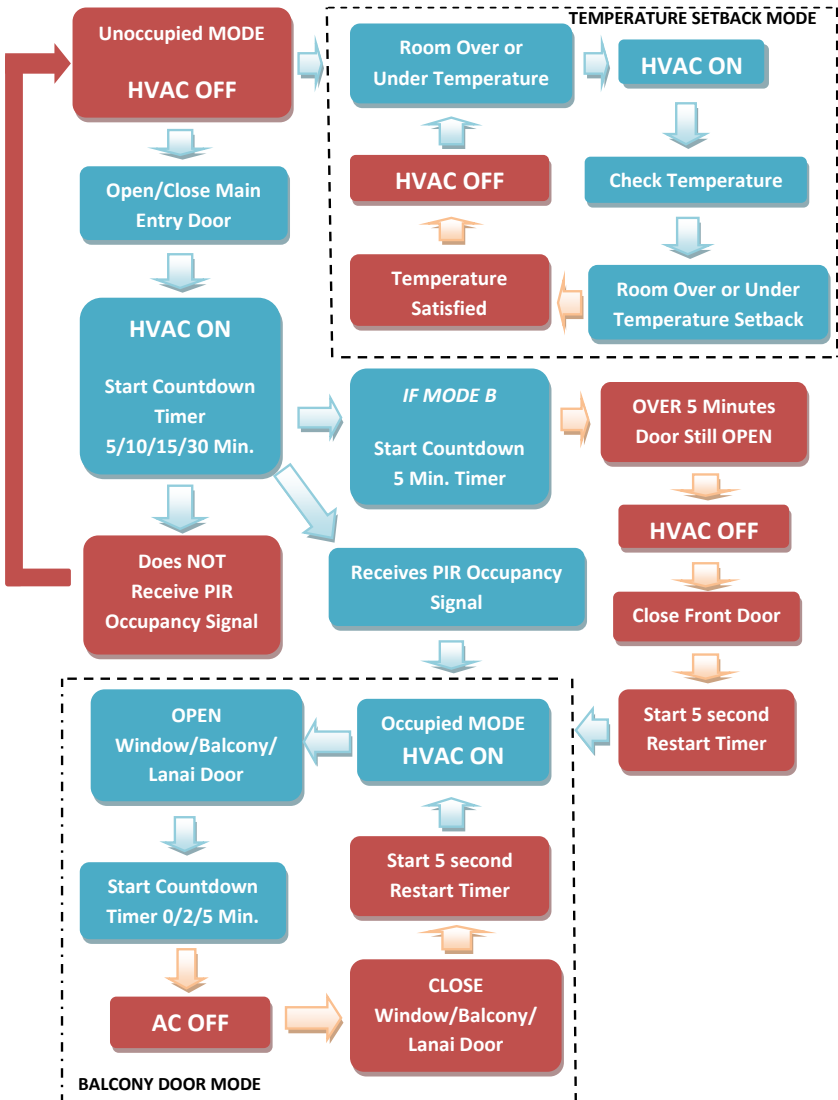 TEMPERATURE SETBACK MODE
Unoccupied MODE
HVAC OFF
Room Over or
Under Temperature
HVAC ON
HVAC OFF
Check Temperature
Open/Close Main
Entry Door
Temperature
Satisfied
Room Over or Under
Temperature Setback
HVAC ON
Start Countdown
Timer
5/10/15/30 Min.
IF MODE B
Start Countdown
5 Min. Timer
OVER 5 Minutes
Door Still OPEN
HVAC OFF
Does NOT
Receive PIR
Occupancy Signal
Receives PIR Occupancy
Signal
Close Front Door
Start 5 second
Restart Timer
OPEN
Window/Balcony/
Lanai Door
Occupied MODE
HVAC ON
Start Countdown
Timer 0/2/5 Min.
Start 5 second
Restart Timer
AC OFF
CLOSE
Window/Balcony/
Lanai Door
BALCONY DOOR MODE